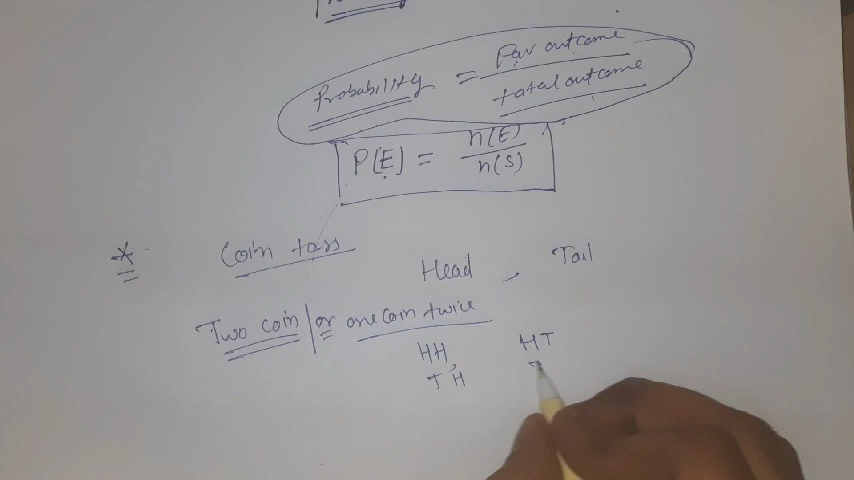 Probability = Fav outcome
total outcome
P(E) = n(E)
n(S)
* Coin toss
Head , Tail
Two coin | or one coin twice
HH, HT
TH T